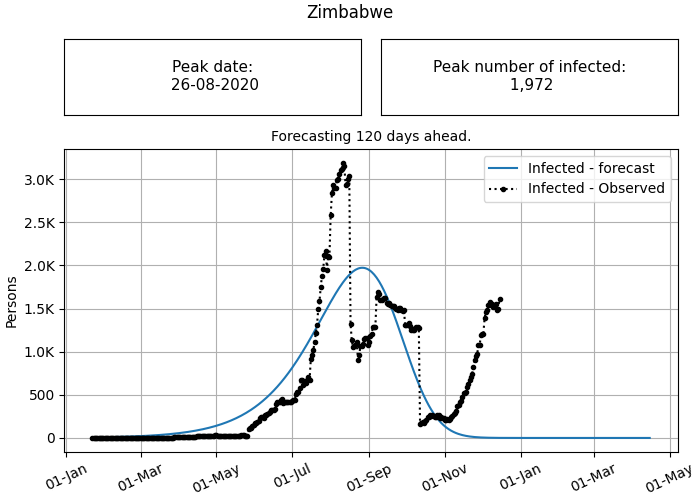 Zimbabwe
Peak date:
26-08-2020
Peak number of infected:
1,972
Forecasting 120 days ahead.
Infected - forecast
Infected - Observed
Persons
3.0K
2.5K
2.0K
1.5K
1.0K
500
0
01-Jan
01-Mar
01-May
01-Jul
01-Sep
01-Nov
01-Jan
01-Mar
01-May